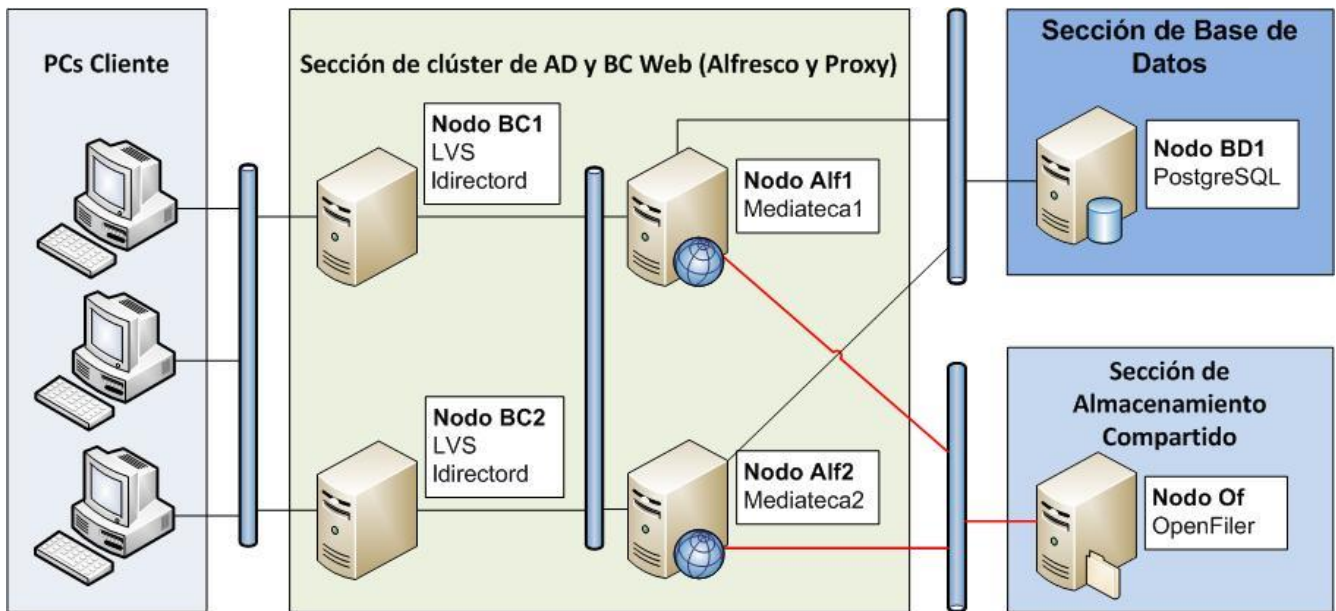 PCs Cliente
Sección de clúster de AD y BC Web (Alfresco y Proxy)
Nodo BC1
LVS
ldirectord
Nodo Alf1
Mediateca1
Nodo BC2
LVS
ldirectord
Nodo Alf2
Mediateca2
Sección de Base de
Datos
Nodo BD1
PostgreSQL
Sección de
Almacenamiento
Compartido
Nodo Of
OpenFiler